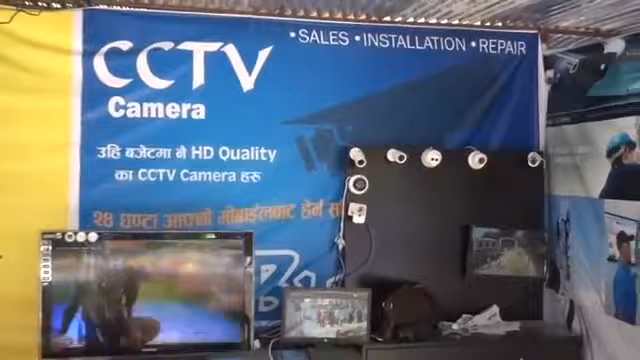 •SALES •INSTALLATION •REPAIR
CCTV
Camera
उहि बजेटमा नै HD Quality
का CCTV Camera हरु
२४ घण्टा आफ्नो मोबाईलबाट हेर्न